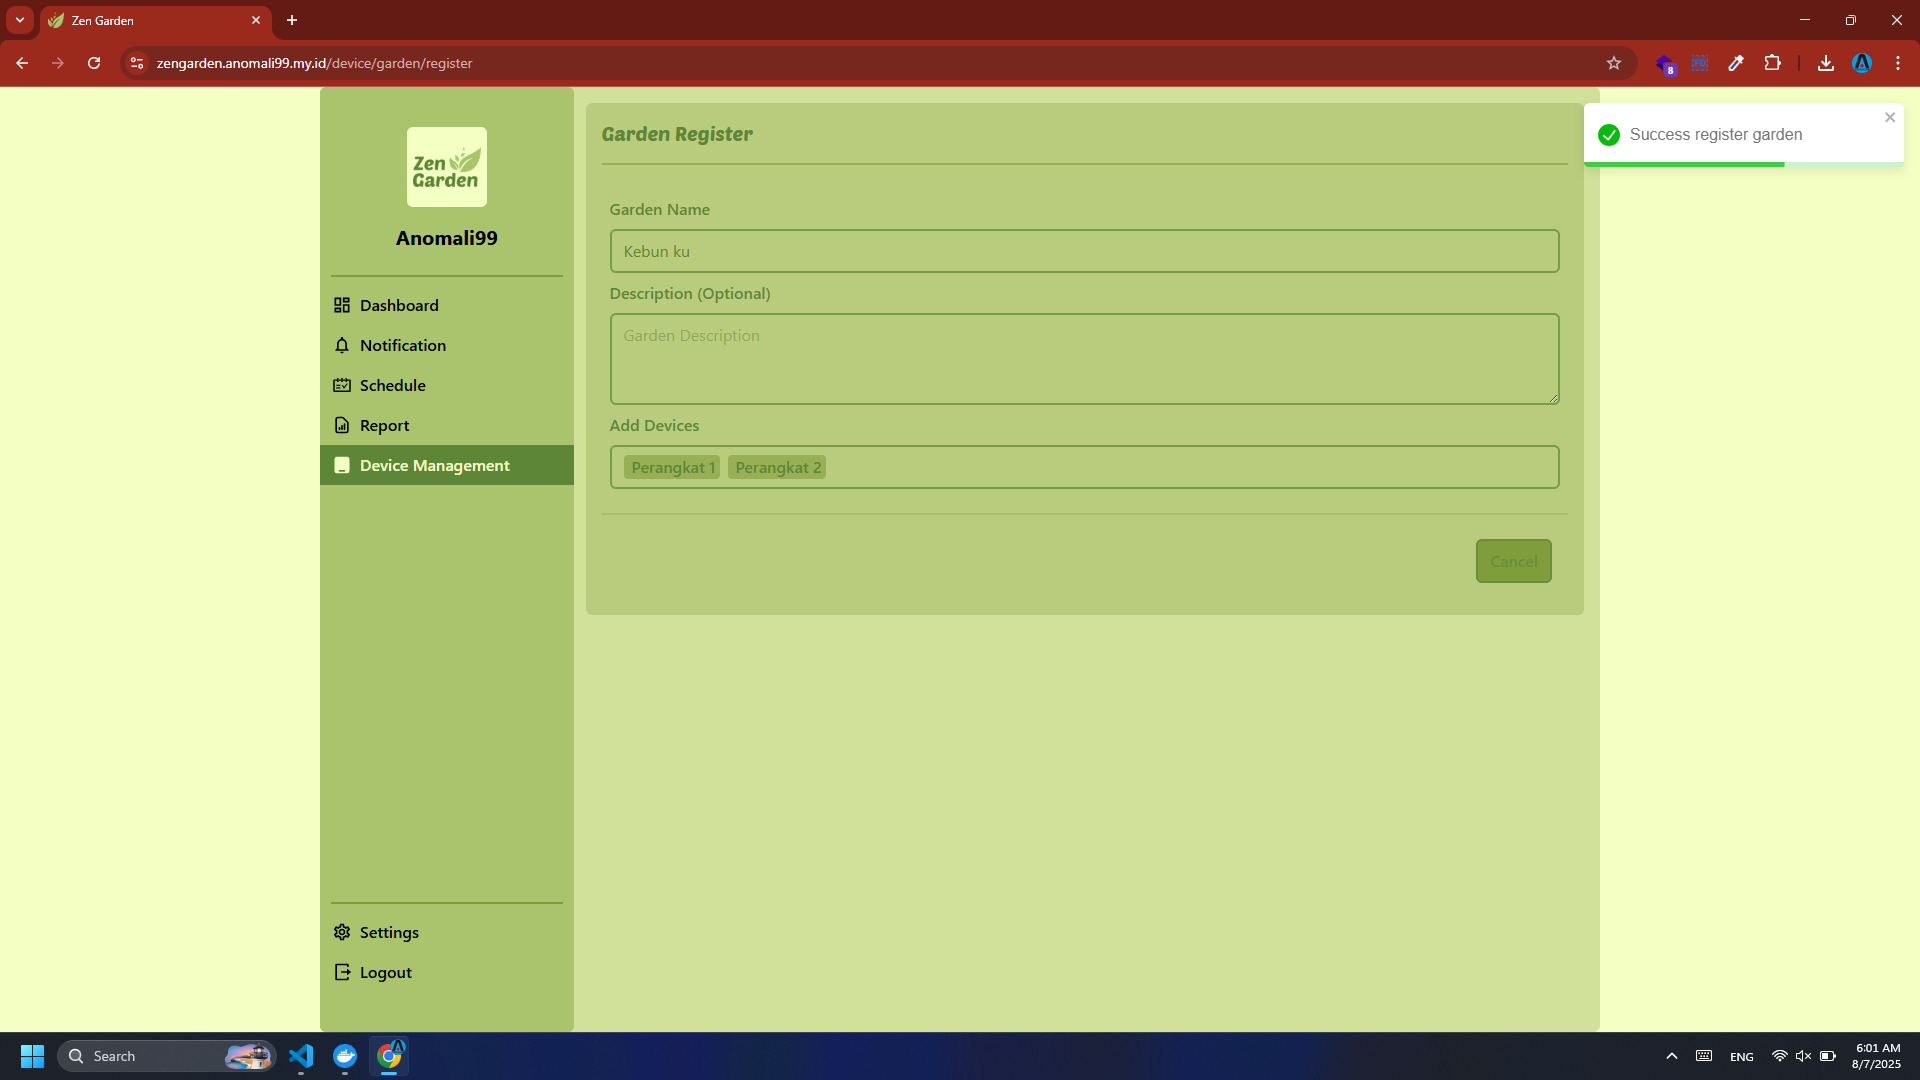 Zen Garden
zengarden.anomali99.my.id/device/garden/register
8
Zen
Garden
Anomali99
Dashboard
Notification
Schedule
Report
Device Management
Settings
Logout
Garden Register
Garden Name
Kebun ku
Description (Optional)
Garden Description
Add Devices
Perangkat 1 Perangkat 2
Cancel
Success register garden
Search
ENG
6:01 AM
8/7/2025